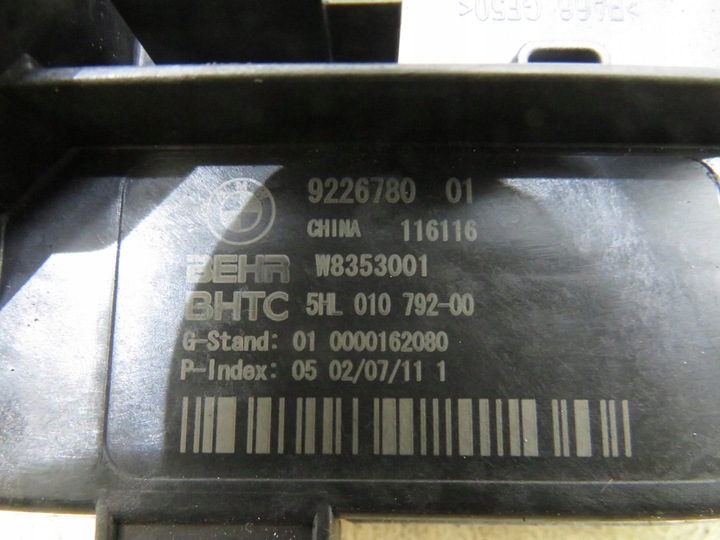 9226780 01
CHINA 116116
BEHR W8353001
BHTC 5HL 010 792-00
G-Stand: 01 0000162080
P-Index: 05 02/07/11 1